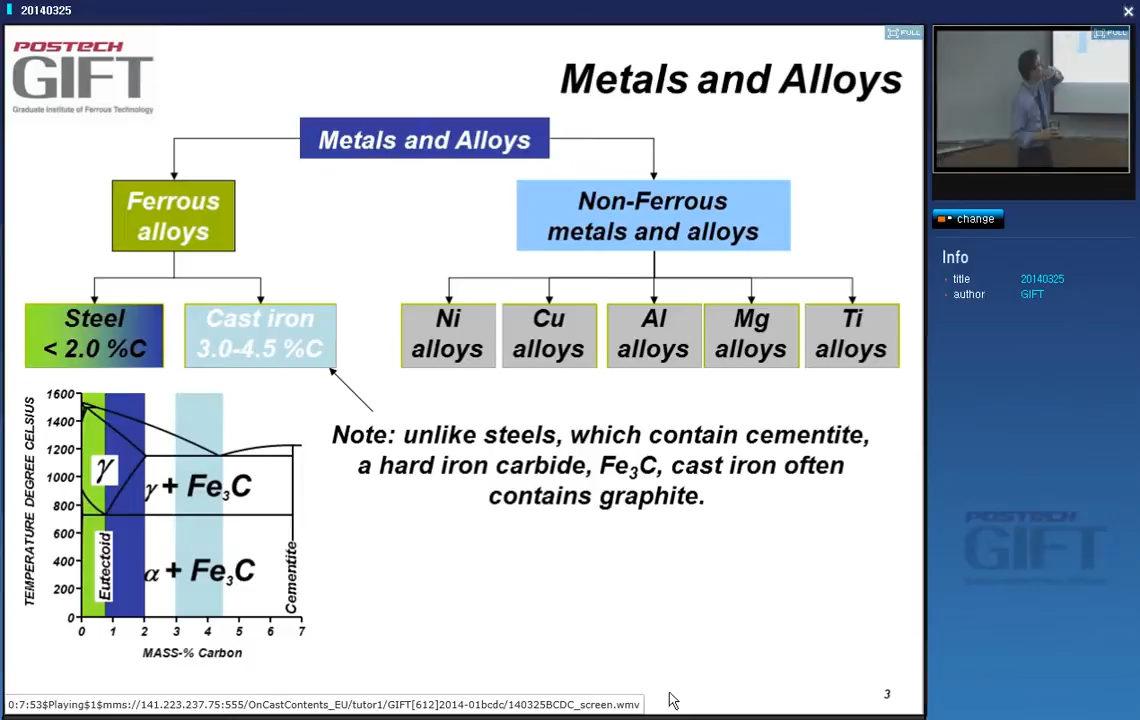 20140325
FULL
POSTECH
GIFT
Graduate Institute of Ferrous Technology
Metals and Alloys
Metals and Alloys
Ferrous
alloys
Non-Ferrous
metals and alloys
Steel
< 2.0 %C
Cast iron
3.0-4.5 %C
Ni
alloys
Cu
alloys
Al
alloys
Mg
alloys
Ti
alloys
TEMPERATURE DEGREE CELSIUS
1600
1400
1200
1000
800
600
400
200
0
γ
γ + Fe3C
α + Fe3C
Eutectoid
Cementite
0 1 2 3 4 5 6 7
MASS-% Carbon
Note: unlike steels, which contain cementite,
a hard iron carbide, Fe3C, cast iron often
contains graphite.
3
0:7:53$Playing$1$mms://141.223.237.75:555/OnCastContents_EU/tutor1/GIFT[612]2014-01bcdc/140325BCDC_screen.wmv
FULL
change
Info
title 20140325
author GIFT
POSTECH
GIFT